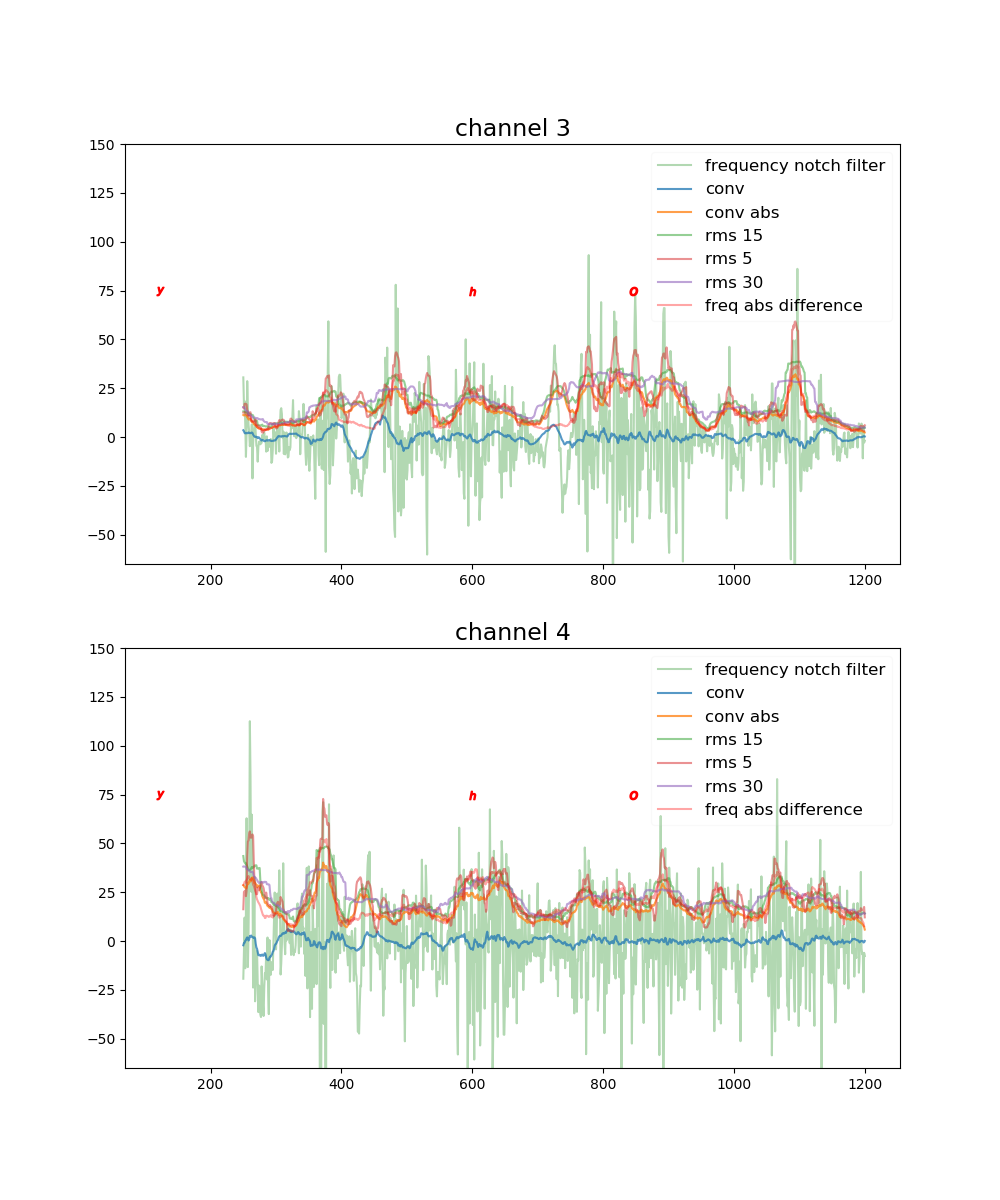 channel 3
150
125
100
75
50
25
0
−25
−50
y
h
o
frequency notch filter
conv
conv abs
rms 15
rms 5
rms 30
freq abs difference
200 400 600 800 1000 1200
channel 4
150
125
100
75
50
25
0
−25
−50
y
h
o
frequency notch filter
conv
conv abs
rms 15
rms 5
rms 30
freq abs difference
200 400 600 800 1000 1200